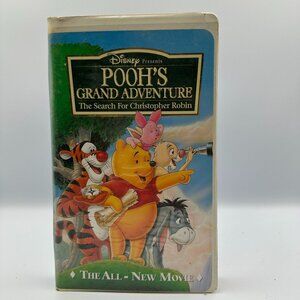 Disney Presents
POOH'S
GRAND ADVENTURE
The Search For Christopher Robin
THE ALL-NEW MOVIE